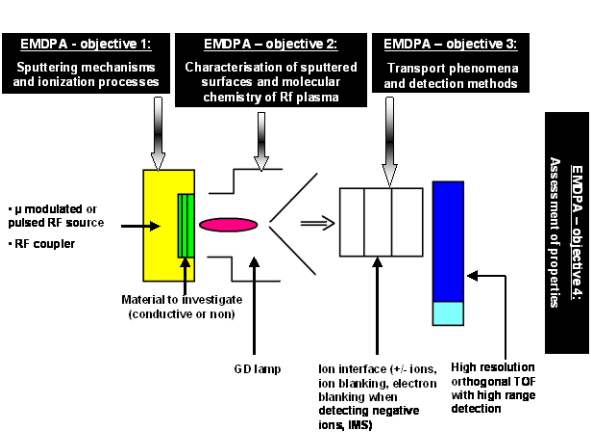 EMDPA - objective 1:
Sputtering mechanisms
and ionization processes
EMDPA – objective 2:
Characterisation of sputtered
surfaces and molecular
chemistry of Rf plasma
EMDPA – objective 3:
Transport phenomena
and detection methods
EMDPA – objective 4:
Assessment of properties
• µ modulated or
pulsed RF source
• RF coupler
Material to investigate
(conductive or non)
GD lamp
Ion interface (+/- ions,
ion blanking, electron
blanking when
detecting negative
ions, IMS)
High resolution
orthogonal TOF
with high range
detection